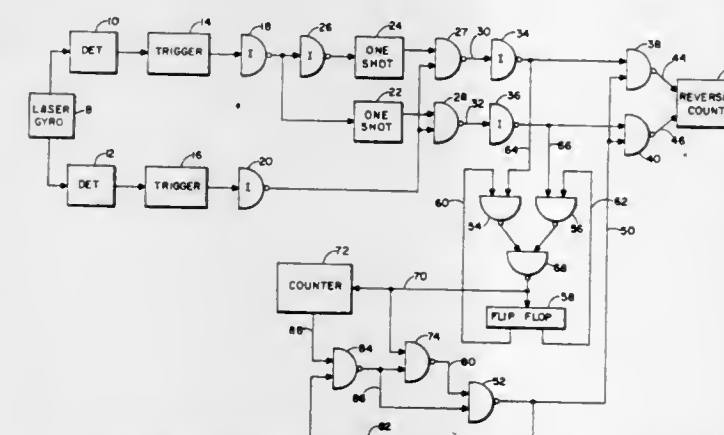 10
14
18
26
24
27
30
34
38
44
DET
TRIGGER
I
I
ONE
SHOT
I
22
LASER
GYRO
8
ONE
SHOT
28
32
36
I
REVERS
COUNT
46
40
12
16
20
64
66
DET
TRIGGER
I
60
62
50
54
56
72
68
COUNTER
70
58
FLIP FLOP
88
84
74
80
52
86
82